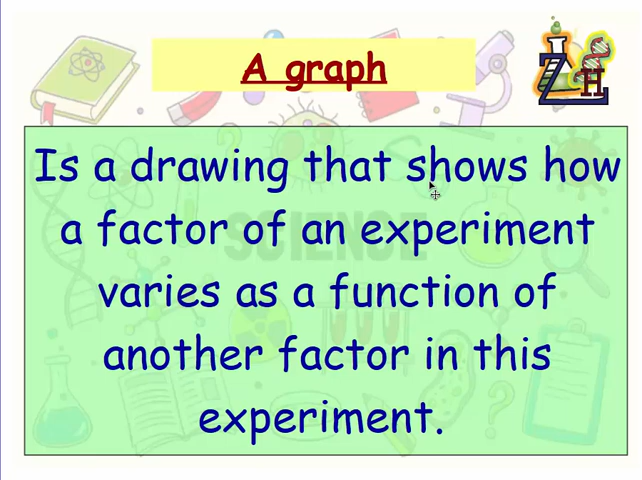 A graph
Z
H
Is a drawing that shows how
a factor of an experiment
varies as a function of
another factor in this
experiment.
SCIENCE